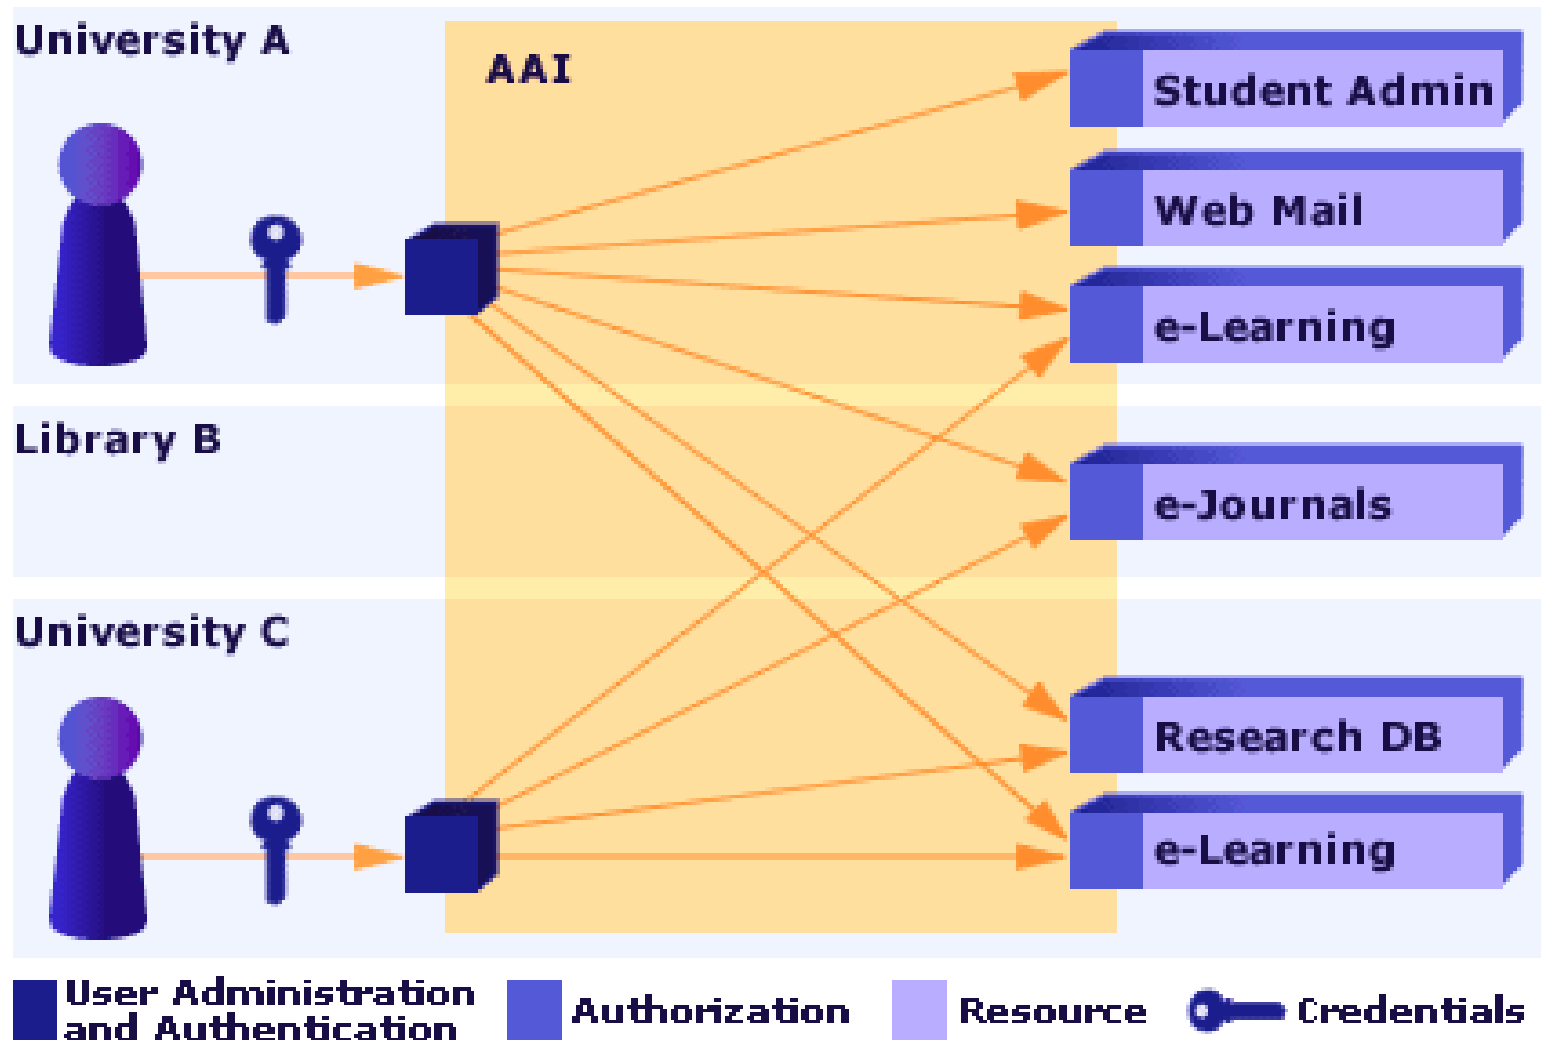 University A
AAI
Student Admin
Web Mail
e-Learning
Library B
e-Journals
University C
Research DB
e-Learning
User Administration
and Authentication
Authorization
Resource
Credentials